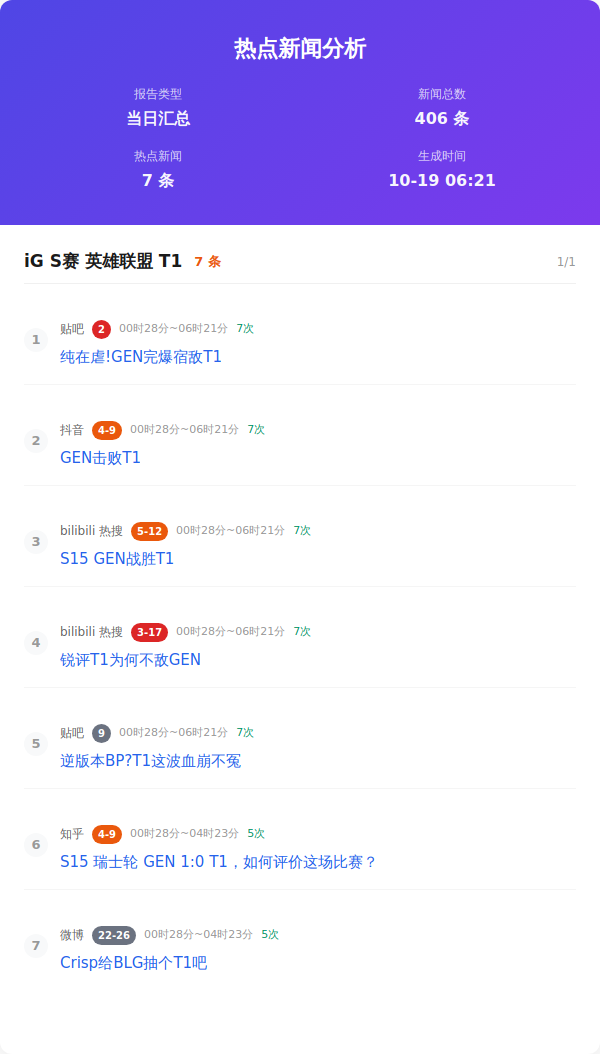 热点新闻分析
报告类型 新闻总数
当日汇总 406 条
热点新闻 生成时间
7 条 10-19 06:21
iG S赛 英雄联盟 T1 7 条 1/1
1 贴吧 2 00时28分~06时21分 7次
纯在虐!GEN完爆宿敌T1
2 抖音 4-9 00时28分~06时21分 7次
GEN击败T1
3 bilibili 热搜 5-12 00时28分~06时21分 7次
S15 GEN战胜T1
4 bilibili 热搜 3-17 00时28分~06时21分 7次
锐评T1为何不敌GEN
5 贴吧 9 00时28分~06时21分 7次
逆版本BP?T1这波血崩不冤
6 知乎 4-9 00时28分~04时23分 5次
S15 瑞士轮 GEN 1:0 T1，如何评价这场比赛？
7 微博 22-26 00时28分~04时23分 5次
Crisp给BLG抽个T1吧